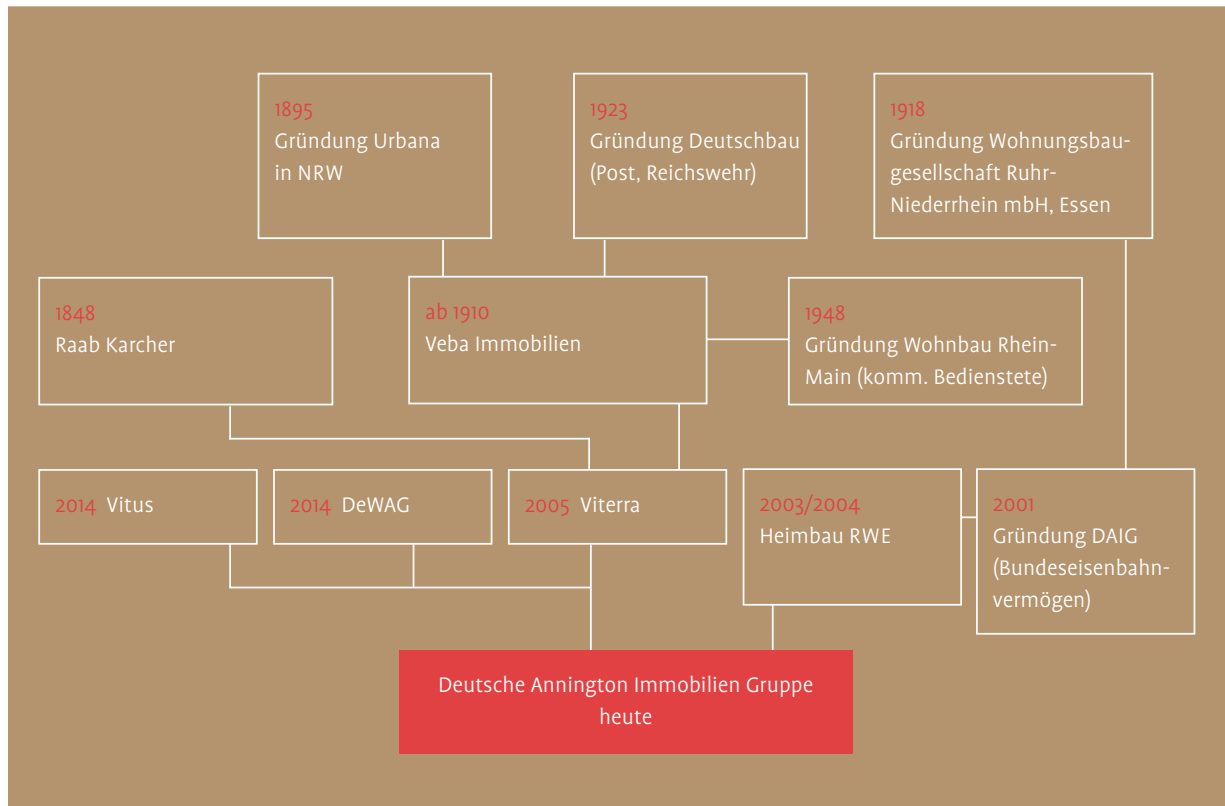 1895
Gründung Urbana
in NRW
1923
Gründung Deutschbau
(Post, Reichswehr)
1918
Gründung Wohnungsbau-
gesellschaft Ruhr-
Niederrhein mbH, Essen
1848
Raab Karcher
ab 1910
Veba Immobilien
1948
Gründung Wohnbau Rhein-
Main (komm. Bedienstete)
2014 Vitus
2014 DeWAG
2005 Viterra
2003/2004
Heimbau RWE
2001
Gründung DAIG
(Bundeseisenbahn-
vermögen)
Deutsche Annington Immobilien Gruppe
heute